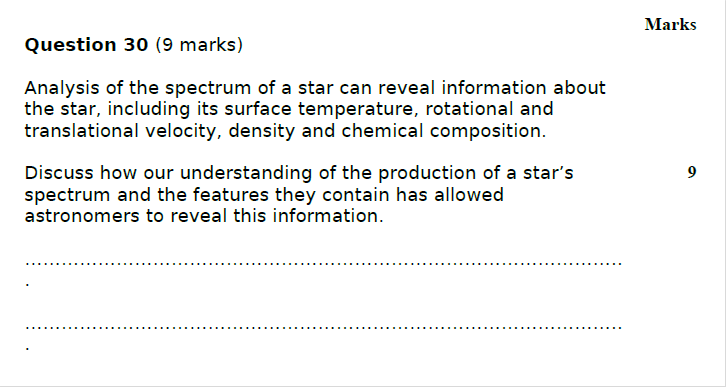 Marks
Question 30 (9 marks)
Analysis of the spectrum of a star can reveal information about
the star, including its surface temperature, rotational and
translational velocity, density and chemical composition.
Discuss how our understanding of the production of a star’s 9
spectrum and the features they contain has allowed
astronomers to reveal this information.
..................................................................................................
.
..................................................................................................
.